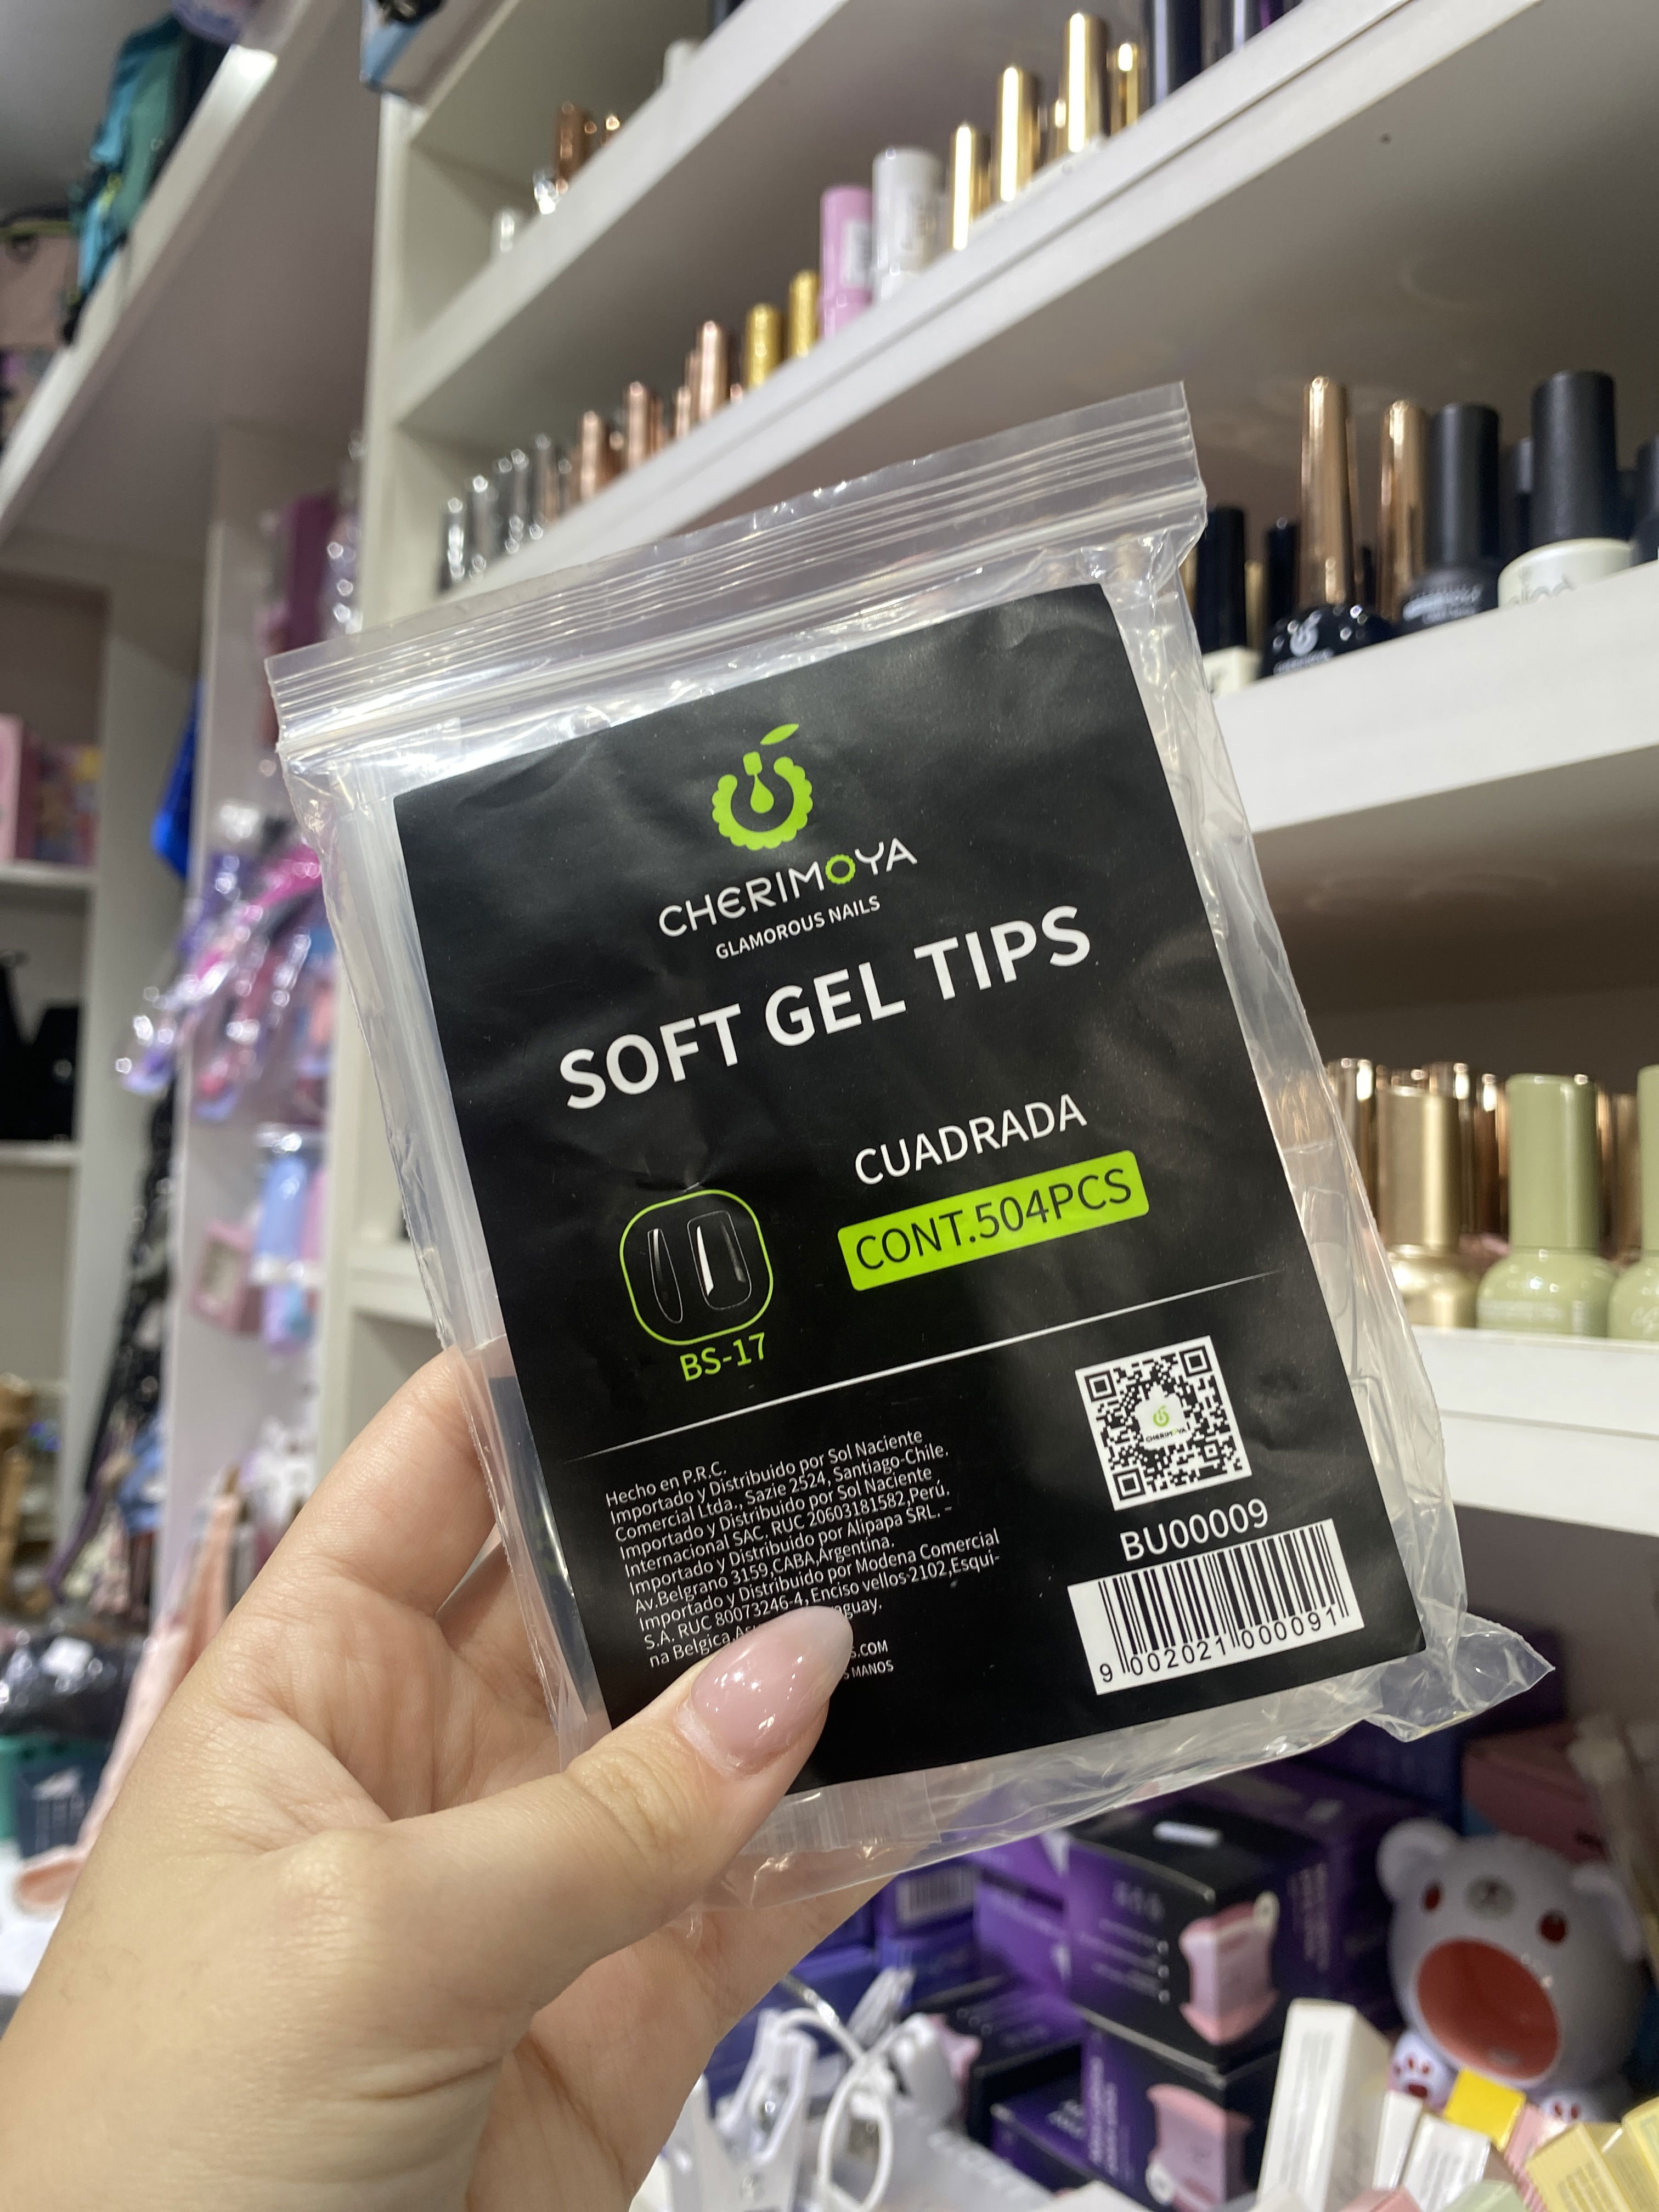 CHERIMOYA
GLAMOROUS NAILS
SOFT GEL TIPS
CUADRADA
CONT.504PCS
BS-17
Hecho en P.R.C.
Importado y Distribuido por Sol Naciente
Comercial Ltda., Sazie 2524, Santiago-Chile.
Importado y Distribuido por Sol Naciente
Internacional SAC. RUC 20603181582,Perú.
Importado y Distribuido por Alipapa SRL. –
Av.Belgrano 3159,CABA,Argentina.
Importado y Distribuido por Modena Comercial
S.A. RUC 80073246-4, Enciso vellos 2102,Esqui-
na Belgica,
MANOS
CHERIMOYA
BU00009
9 002021 000091